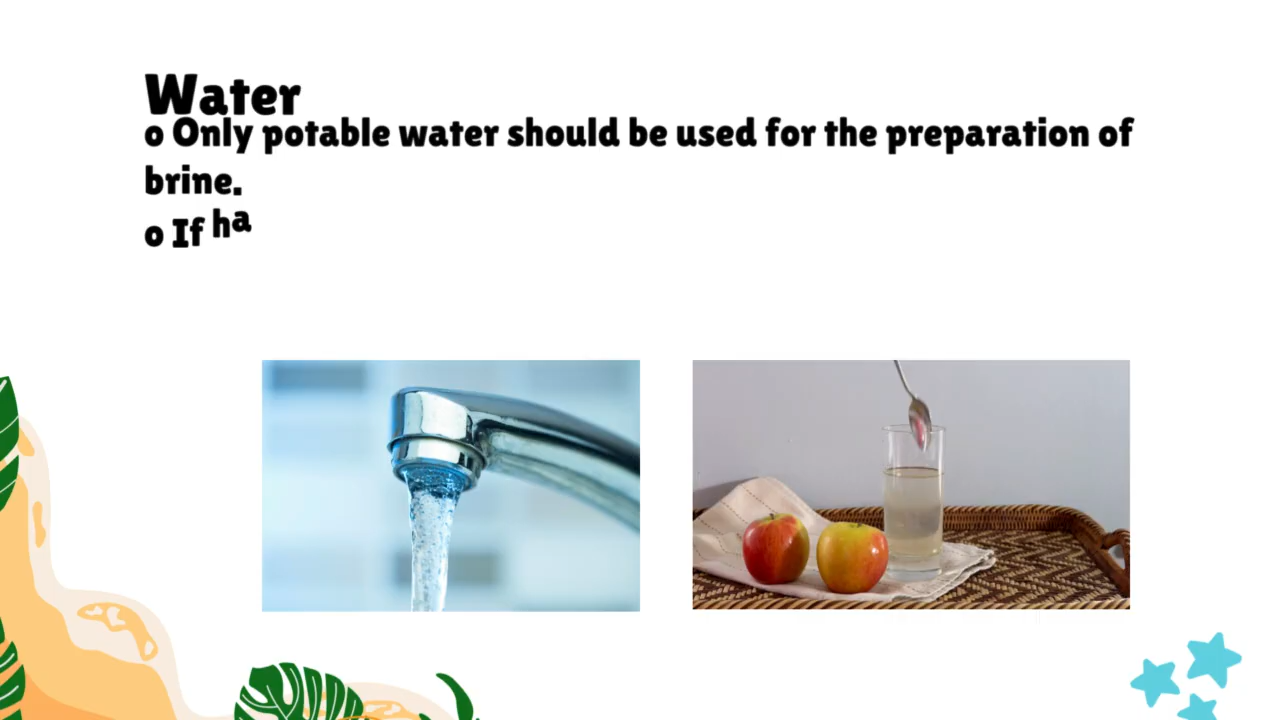 Water
o Only potable water should be used for the preparation of
brine.
o If ha